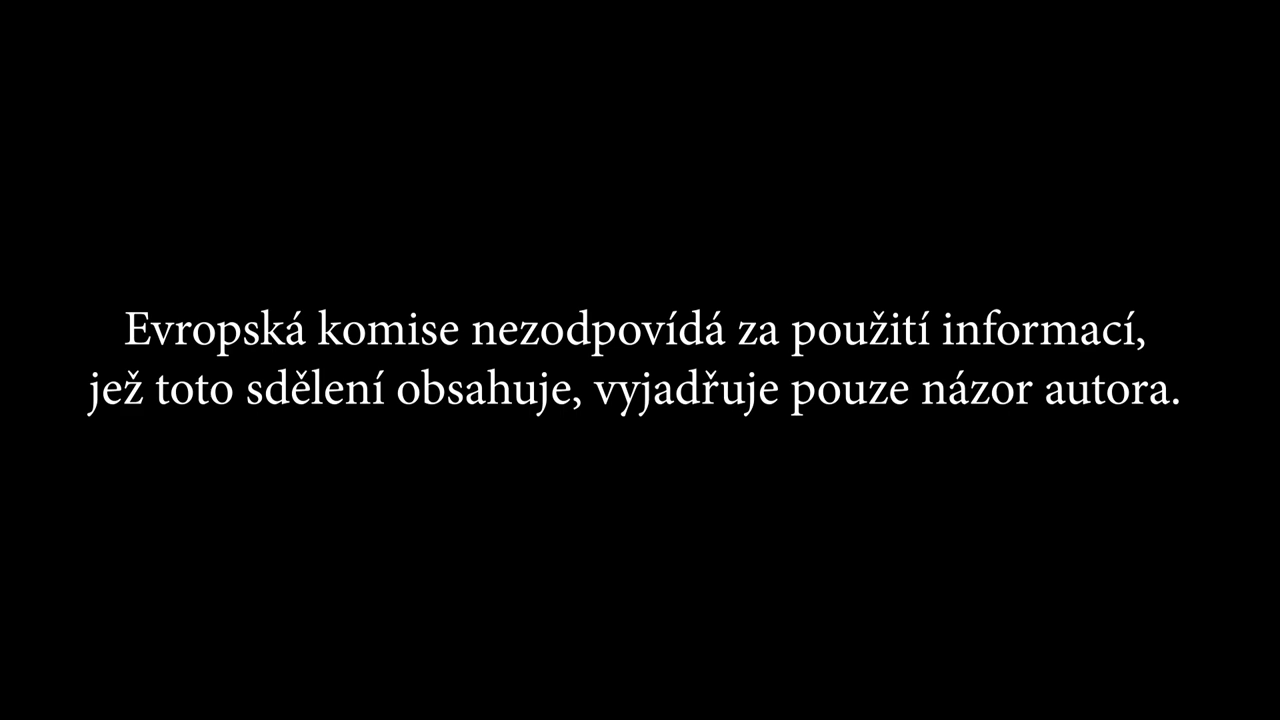 Evropská komise nezodpovídá za použití informací,
jež toto sdělení obsahuje, vyjadřuje pouze názor autora.